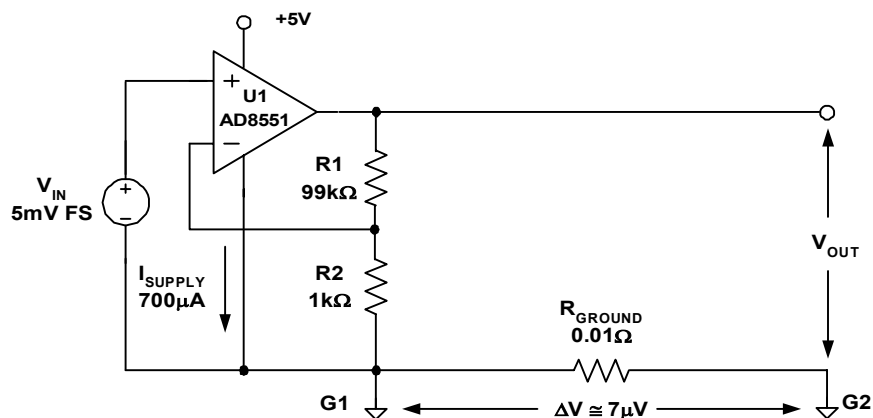 +5V
+
U1
AD8551
−
R1
99kΩ
V_IN
5mV FS
+
−
V_OUT
I_SUPPLY
700µA
R2
1kΩ
R_GROUND
0.01Ω
G1
ΔV ≅ 7µV
G2